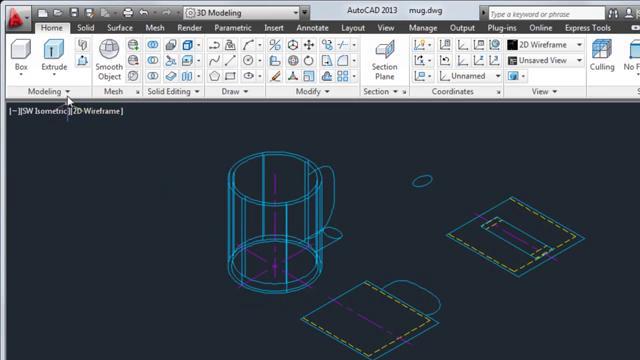 3D Modeling
AutoCAD 2013 mug.dwg
Type a keyword or phrase
Home Solid Surface Mesh Render Parametric Insert Annotate View Manage Output Plug-ins Online Express Tools
Box
Extrude
Smooth
Object
Section
Plane
2D Wireframe
Unsaved View
Unnamed
Culling
No F
Modeling
Mesh
Solid Editing
Draw
Modify
Section
Coordinates
View
[−][SW Isometric][2D Wireframe]